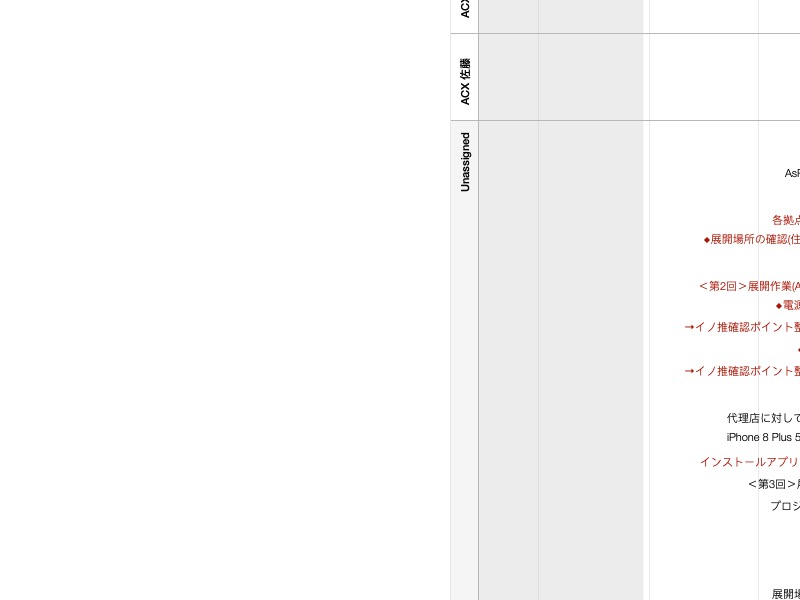 ACX 佐藤
Unassigned
各拠点
◆展開場所の確認(住
<第2回>展開作業(A
◆電源
→イノ推確認ポイント整
→イノ推確認ポイント整
代理店に対して
iPhone 8 Plus 5
インストールアプリ
<第3回>展
プロジ
展開場